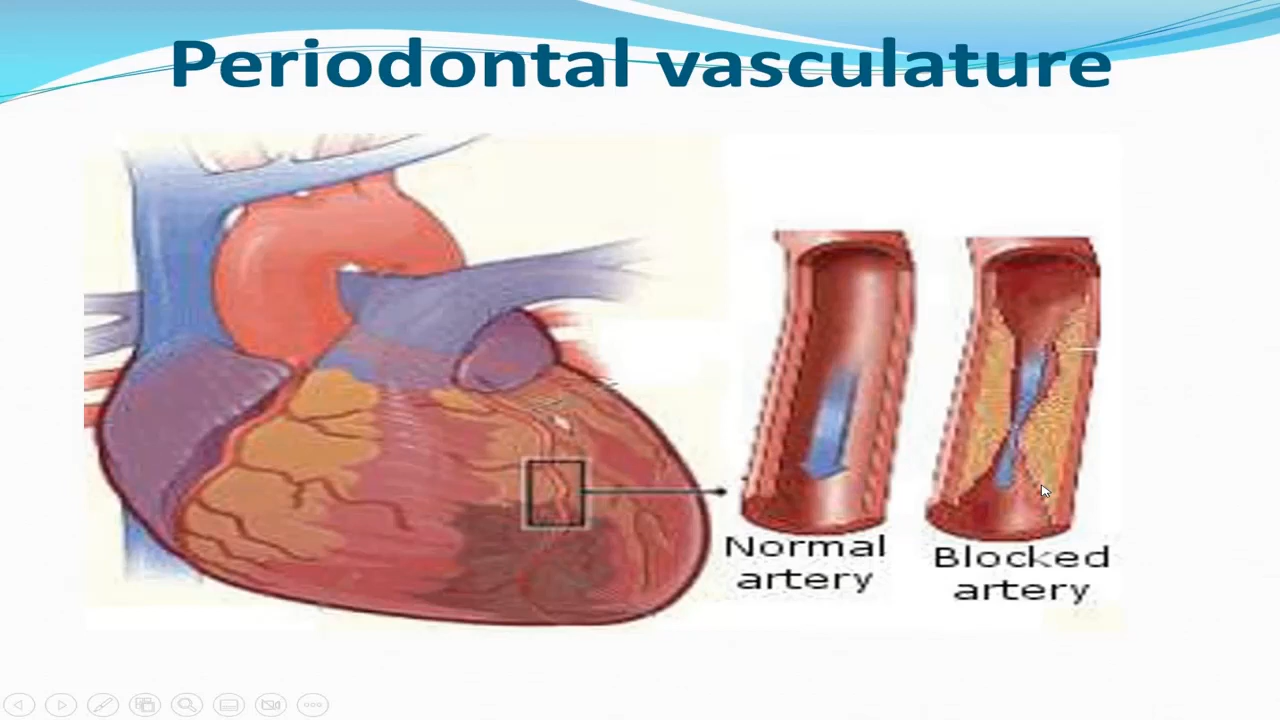 Periodontal vasculature
Normal
artery
Blocked
artery